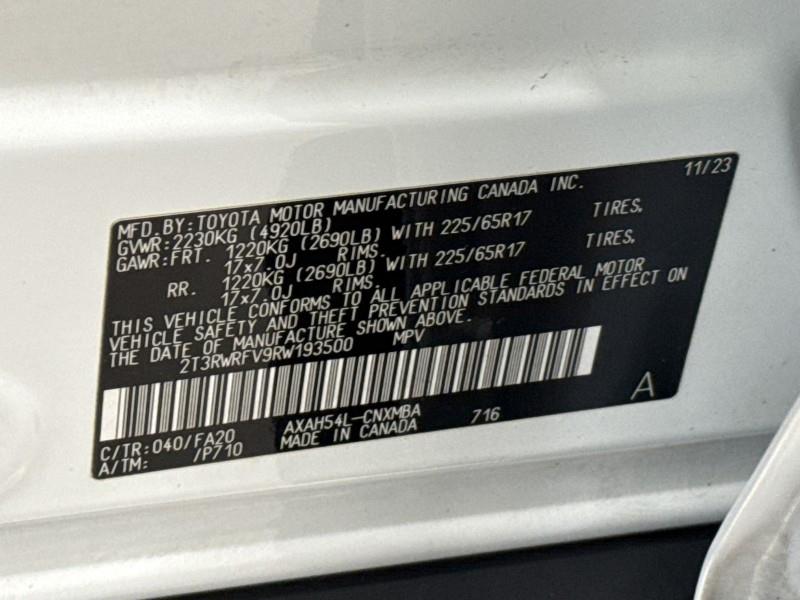 11/23
MFD.BY:TOYOTA MOTOR MANUFACTURING CANADA INC.
GVWR:2230KG (4920LB)
GAWR:FRT. 1220KG (2690LB) WITH 225/65R17 TIRES,
17x7.0J RIMS.
RR. 1220KG (2690LB) WITH 225/65R17 TIRES,
17x7.0J RIMS.
THIS VEHICLE CONFORMS TO ALL APPLICABLE FEDERAL MOTOR
VEHICLE SAFETY AND THEFT PREVENTION STANDARDS IN EFFECT ON
THE DATE OF MANUFACTURE SHOWN ABOVE.
2T3RWRFV9RW193500 MPV
A
C/TR:040/FA20 AXAH54L-CNXMBA 716
A/TM: /P710 MADE IN CANADA